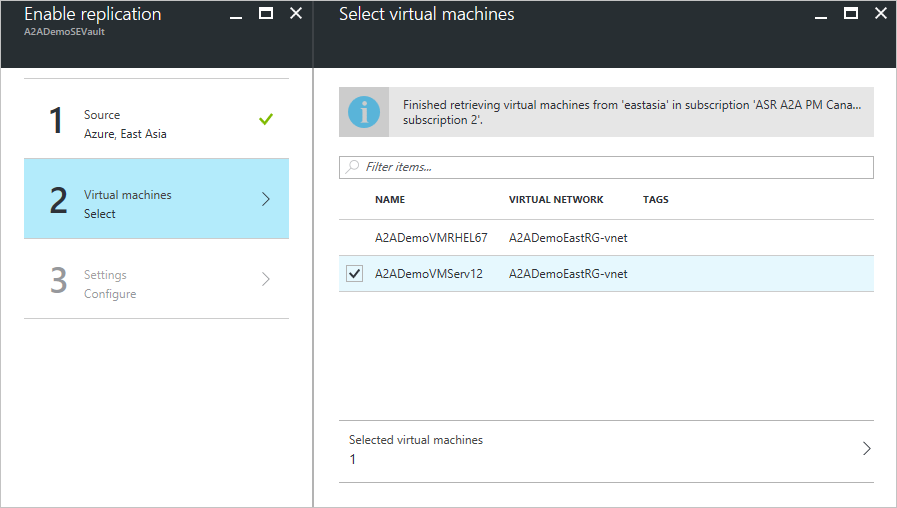 Enable replication
A2ADemoSEVault
1
Source
Azure, East Asia
2
Virtual machines
Select
3
Settings
Configure
Select virtual machines
Finished retrieving virtual machines from 'eastasia' in subscription 'ASR A2A PM Cana...
subscription 2'.
Filter items...
NAME VIRTUAL NETWORK TAGS
A2ADemoVMRHEL67 A2ADemoEastRG-vnet
A2ADemoVMServ12 A2ADemoEastRG-vnet
Selected virtual machines
1